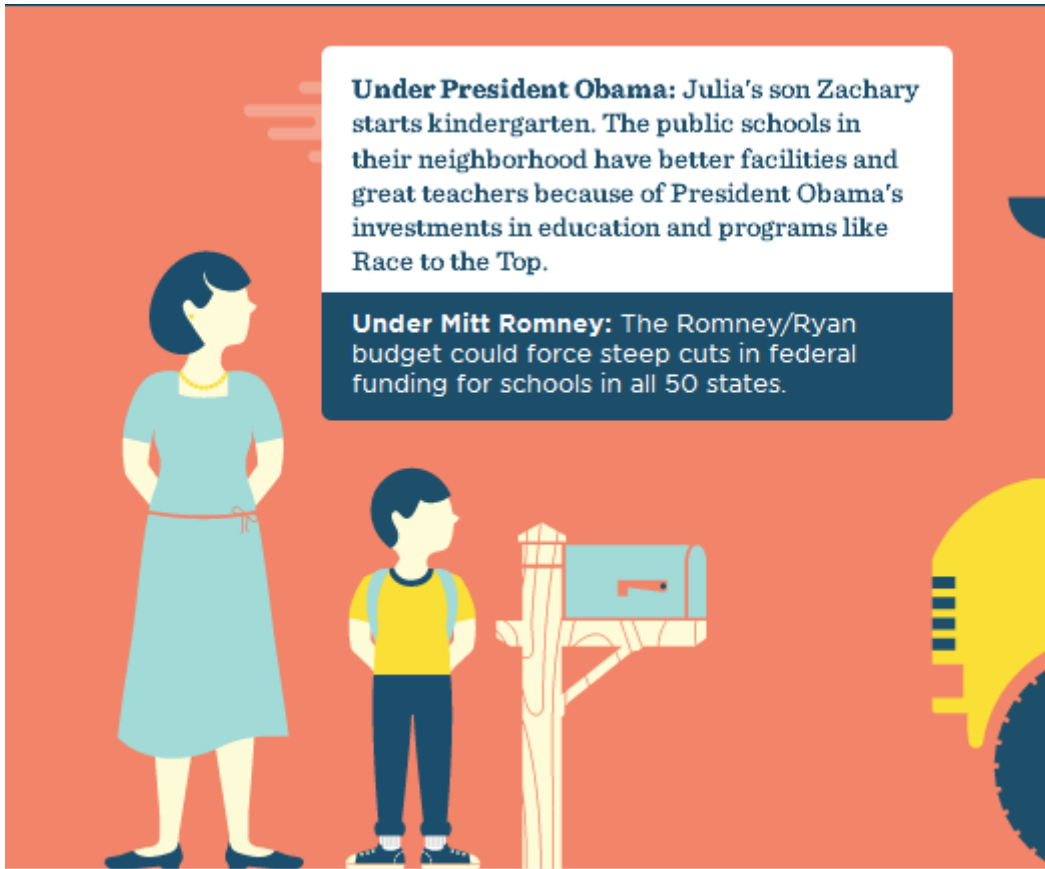 Under President Obama: Julia's son Zachary
starts kindergarten. The public schools in
their neighborhood have better facilities and
great teachers because of President Obama's
investments in education and programs like
Race to the Top.
Under Mitt Romney: The Romney/Ryan
budget could force steep cuts in federal
funding for schools in all 50 states.